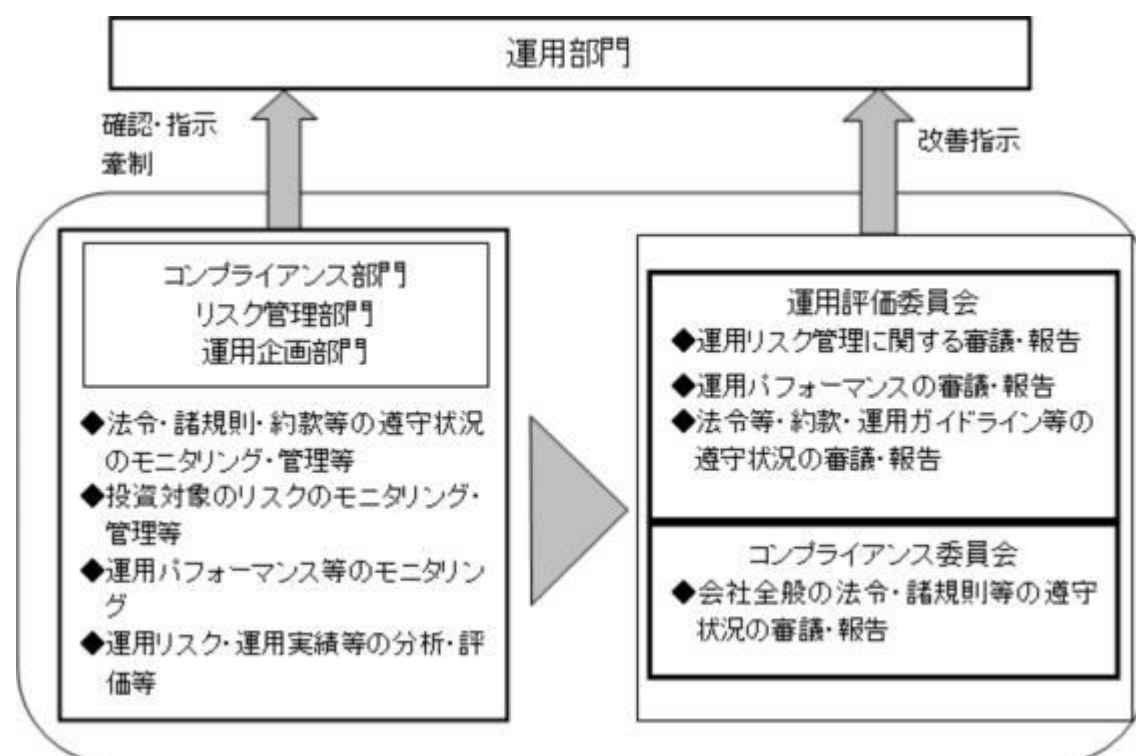 運用部門
確認・指示
牽制
改善指示
コンプライアンス部門
リスク管理部門
運用企画部門
◆法令・諸規則・約款等の遵守状況
のモニタリング・管理等
◆投資対象のリスクのモニタリング・
管理等
◆運用パフォーマンス等のモニタリン
グ
◆運用リスク・運用実績等の分析・評
価等
運用評価委員会
◆運用リスク管理に関する審議・報告
◆運用パフォーマンスの審議・報告
◆法令等・約款・運用ガイドライン等の
遵守状況の審議・報告
コンプライアンス委員会
◆会社全般の法令・諸規則等の遵守
状況の審議・報告